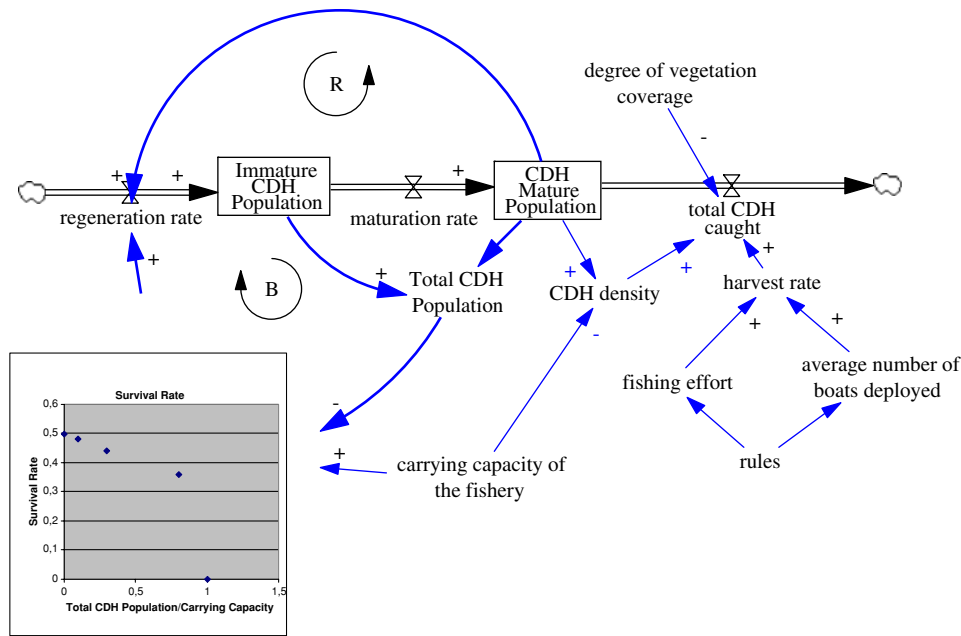 degree of vegetation
coverage
R
-
+ +
Immature
CDH
Population
+
CDH
Mature
Population
regeneration rate
maturation rate
total CDH
caught
+
B
+
Total CDH
Population
+
CDH density
+
+
harvest rate
-
+
+
fishing effort
average number of
boats deployed
-
+
carrying capacity of
the fishery
rules
Survival Rate
0,6
0,5
0,4
0,3
0,2
0,1
0
Survival Rate
0 0,5 1 1,5
Total CDH Population/Carrying Capacity